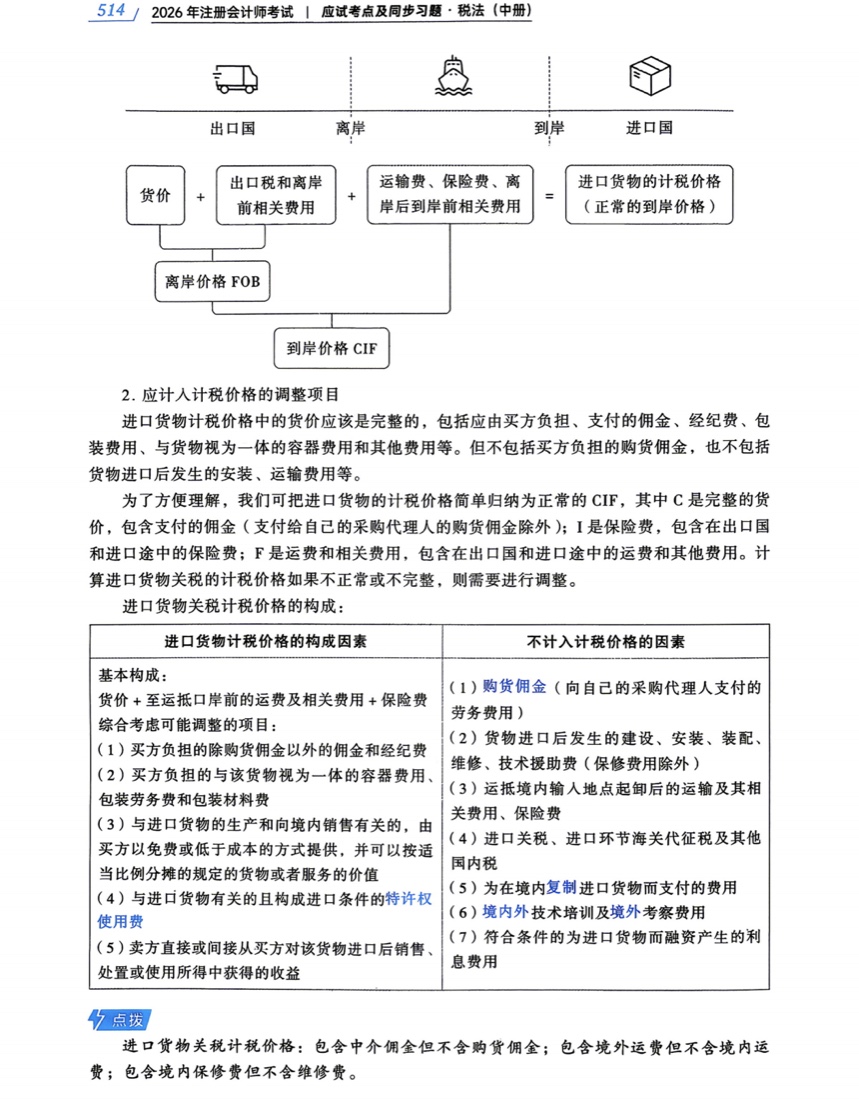 514 2026年注册会计师考试 | 应试考点及同步习题·税法（中册）
出口国 离岸 到岸 进口国
货价 + 出口税和离岸前相关费用 + 运输费、保险费、离岸后到岸前相关费用 = 进口货物的计税价格（正常的到岸价格）
离岸价格 FOB
到岸价格 CIF
2. 应计入计税价格的调整项目
进口货物计税价格中的货价应该是完整的，包括应由买方负担、支付的佣金、经纪费、包
装费用、与货物视为一体的容器费用和其他费用等。但不包括买方负担的购货佣金，也不包括
货物进口后发生的安装、运输费用等。
为了方便理解，我们可把进口货物的计税价格简单归纳为正常的 CIF，其中 C 是完整的货
价，包含支付的佣金（支付给自己的采购代理人的购货佣金除外）；I 是保险费，包含在出口国
和进口途中的保险费；F 是运费和相关费用，包含在出口国和进口途中的运费和其他费用。计
算进口货物关税的计税价格如果不正常或不完整，则需要进行调整。
进口货物关税计税价格的构成：
进口货物计税价格的构成因素
基本构成：
货价 + 至运抵口岸前的运费及相关费用 + 保险费
综合考虑可能调整的项目：
（1）买方负担的除购货佣金以外的佣金和经纪费
（2）买方负担的与该货物视为一体的容器费用、
包装劳务费和包装材料费
（3）与进口货物的生产和向境内销售有关的，由
买方以免费或低于成本的方式提供，并可以按适
当比例分摊的规定的货物或者服务的价值
（4）与进口货物有关的且构成进口条件的特许权
使用费
（5）卖方直接或间接从买方对该货物进口后销售、
处置或使用所得中获得的收益
不计入计税价格的因素
（1）购货佣金（向自己的采购代理人支付的
劳务费用）
（2）货物进口后发生的建设、安装、装配、
维修、技术援助费（保修费用除外）
（3）运抵境内输入地点起卸后的运输及其相
关费用、保险费
（4）进口关税、进口环节海关代征税及其他
国内税
（5）为在境内复制进口货物而支付的费用
（6）境内外技术培训及境外考察费用
（7）符合条件的为进口货物而融资产生的利
息费用
点拨
进口货物关税计税价格：包含中介佣金但不含购货佣金；包含境外运费但不含境内运
费；包含境内保修费但不含维修费。